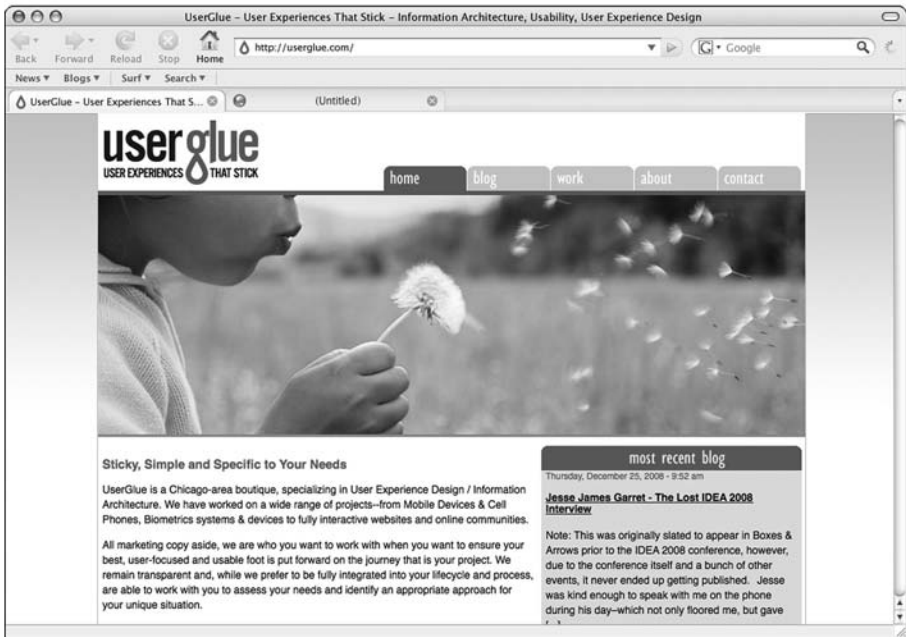 UserGlue – User Experiences That Stick – Information Architecture, Usability, User Experience Design
Back Forward Reload Stop Home
http://userglue.com/
G Google
News Blogs Surf Search
UserGlue – User Experiences That S...
(Untitled)
userglue
USER EXPERIENCES THAT STICK
home blog work about contact
Sticky, Simple and Specific to Your Needs
UserGlue is a Chicago-area boutique, specializing in User Experience Design / Information
Architecture. We have worked on a wide range of projects--from Mobile Devices & Cell
Phones, Biometrics systems & devices to fully interactive websites and online communities.
All marketing copy aside, we are who you want to work with when you want to ensure your
best, user-focused and usable foot is put forward on the journey that is your project. We
remain transparent and, while we prefer to be fully integrated into your lifecycle and process,
are able to work with you to assess your needs and identify an appropriate approach for
your unique situation.
most recent blog
Thursday, December 25, 2008 - 9:52 am
Jesse James Garret - The Lost IDEA 2008
Interview
Note: This was originally slated to appear in Boxes &
Arrows prior to the IDEA 2008 conference, however,
due to the conference itself and a bunch of other
events, it never ended up getting published. Jesse
was kind enough to speak with me on the phone
during his day–which not only floored me, but gave
[...]